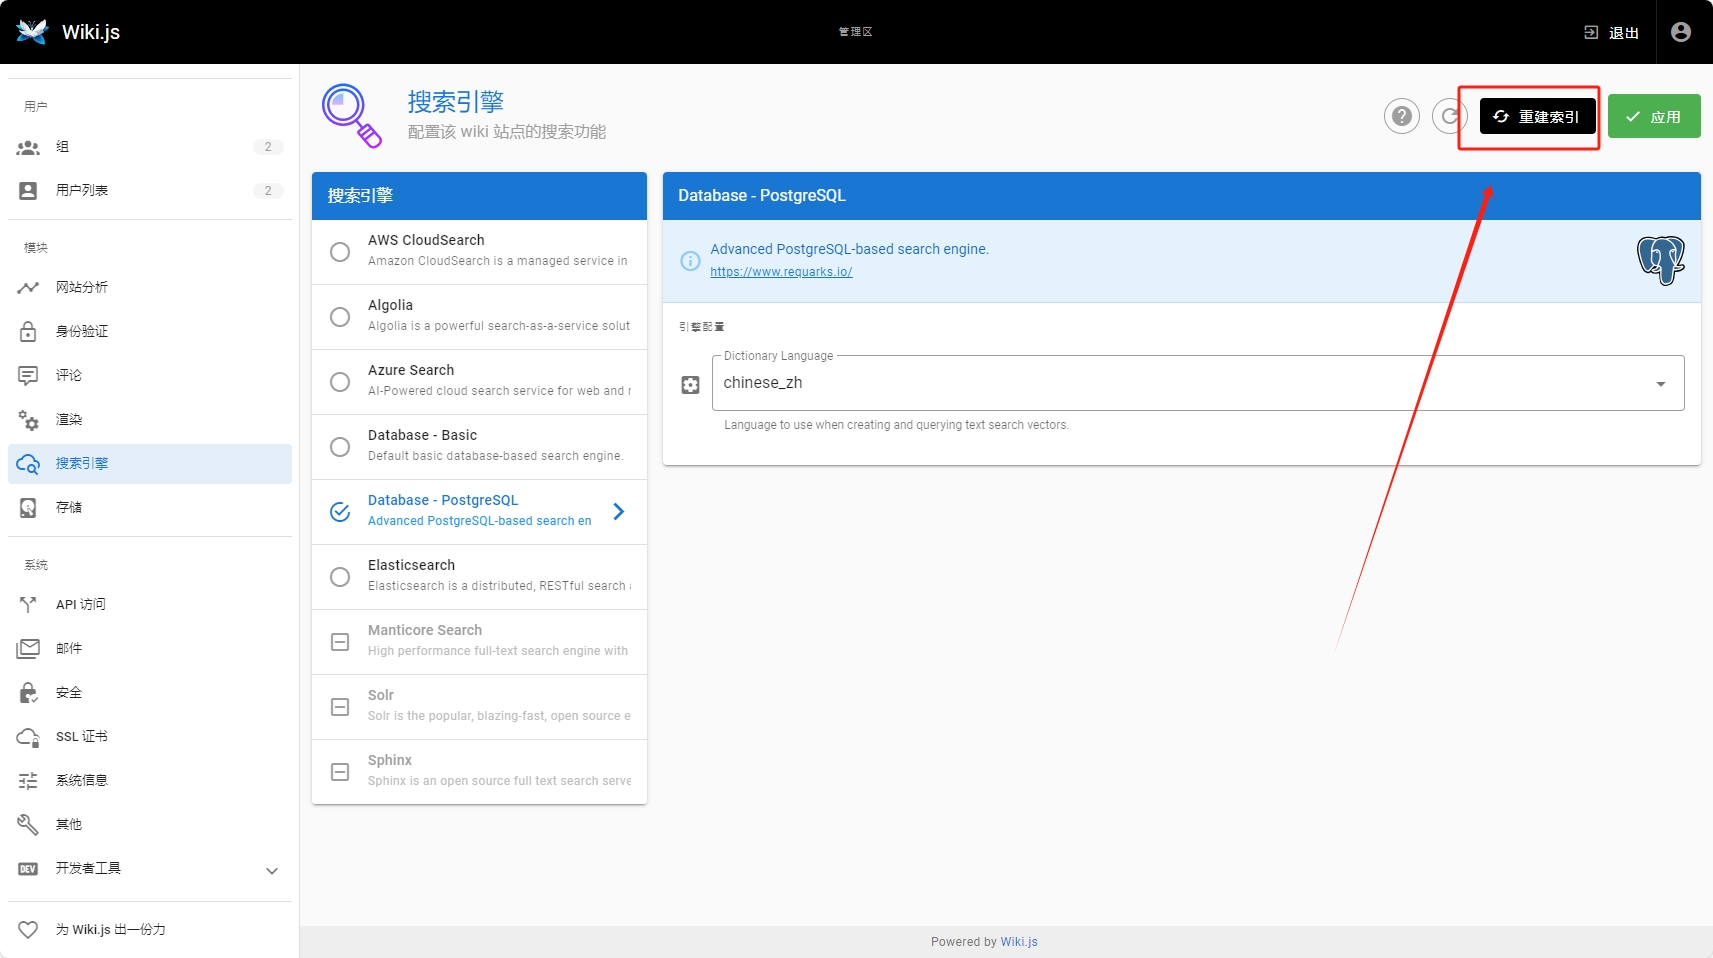 Wiki.js
管理区
退出
用户
组
2
用户列表
2
模块
网站分析
身份验证
评论
渲染
搜索引擎
存储
系统
API 访问
邮件
安全
SSL 证书
系统信息
其他
DEV
开发者工具
为 Wiki.js 出一份力
搜索引擎
配置该 wiki 站点的搜索功能
重建索引
应用
搜索引擎
AWS CloudSearch
Amazon CloudSearch is a managed service in
Algolia
Algolia is a powerful search-as-a-service solut
Azure Search
AI-Powered cloud search service for web and
Database - Basic
Default basic database-based search engine.
Database - PostgreSQL
Advanced PostgreSQL-based search en
Elasticsearch
Elasticsearch is a distributed, RESTful search
Manticore Search
High performance full-text search engine with
Solr
Solr is the popular, blazing-fast, open source e
Sphinx
Sphinx is an open source full text search serve
Database - PostgreSQL
Advanced PostgreSQL-based search engine.
https://www.requarks.io/
引擎配置
Dictionary Language
chinese_zh
Language to use when creating and querying text search vectors.
Powered by Wiki.js